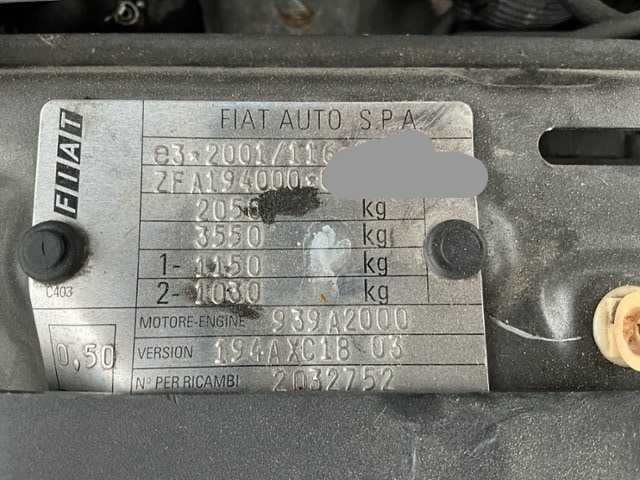 FIAT AUTO S.P.A.
FIAT
e3*2001/116
ZFA194000
2050 kg
3550 kg
1- 1150 kg
2- 1030 kg
C403
MOTORE-ENGINE 939A2000
0,50
VERSION 194AXC1B 03
N° PER RICAMBI 2032752